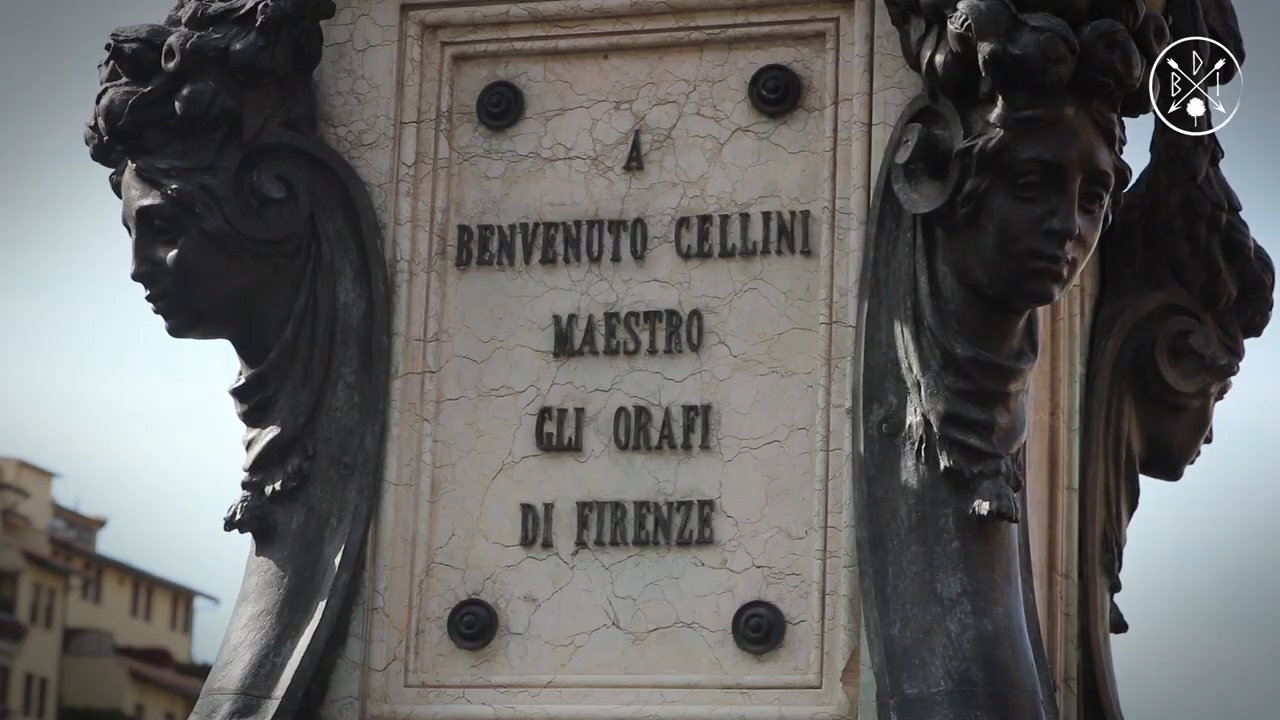 A
BENVENUTO CELLINI
MAESTRO
GLI ORAFI
DI FIRENZE
B D I